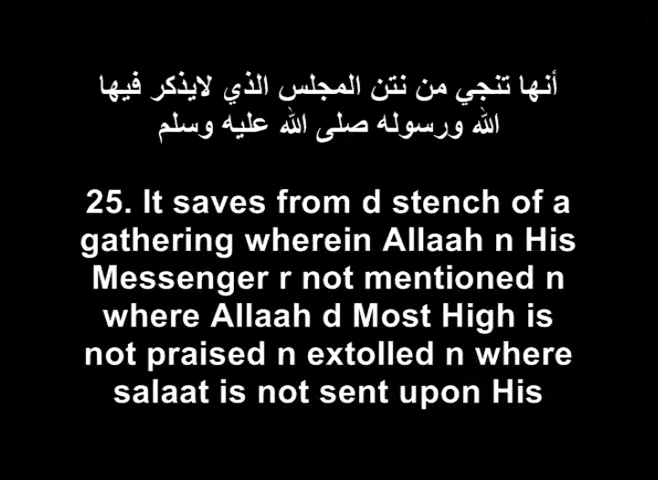 أنها تنجي من نتن المجلس الذي لايذكر فيها
الله ورسوله صلى الله عليه وسلم
25. It saves from d stench of a
gathering wherein Allaah n His
Messenger r not mentioned n
where Allaah d Most High is
not praised n extolled n where
salaat is not sent upon His